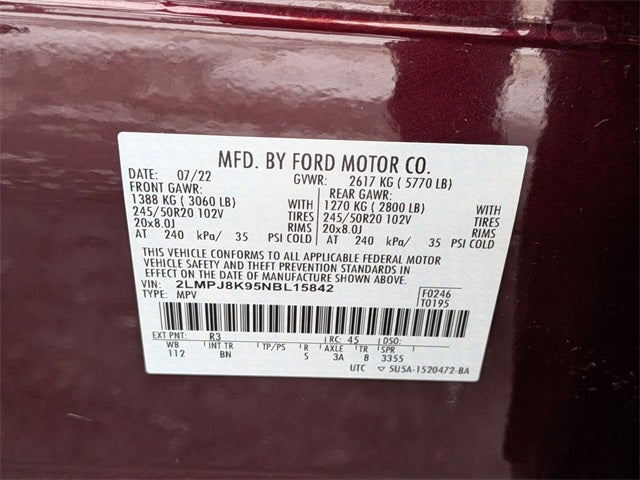 MFD. BY FORD MOTOR CO.
DATE: 07/22 GVWR: 2617 KG ( 5770 LB)
FRONT GAWR: REAR GAWR:
1388 KG ( 3060 LB) WITH 1270 KG ( 2800 LB) WITH
245/50R20 102V TIRES 245/50R20 102V TIRES
20x8.0J RIMS 20x8.0J RIMS
AT 240 kPa/ 35 PSI COLD AT 240 kPa/ 35 PSI COLD
THIS VEHICLE CONFORMS TO ALL APPLICABLE FEDERAL MOTOR
VEHICLE SAFETY AND THEFT PREVENTION STANDARDS IN
EFFECT ON THE DATE OF MANUFACTURE SHOWN ABOVE.
VIN: 2LMPJ8K95NBL15842 F0246
TYPE: MPV T0195
EXT PNT: R3 RC: 45 DSO:
WB INT TR TP/PS R AXLE TR SPR
112 BN S 3A 8 3355
UTC ▽ 5U5A-1520472-BA